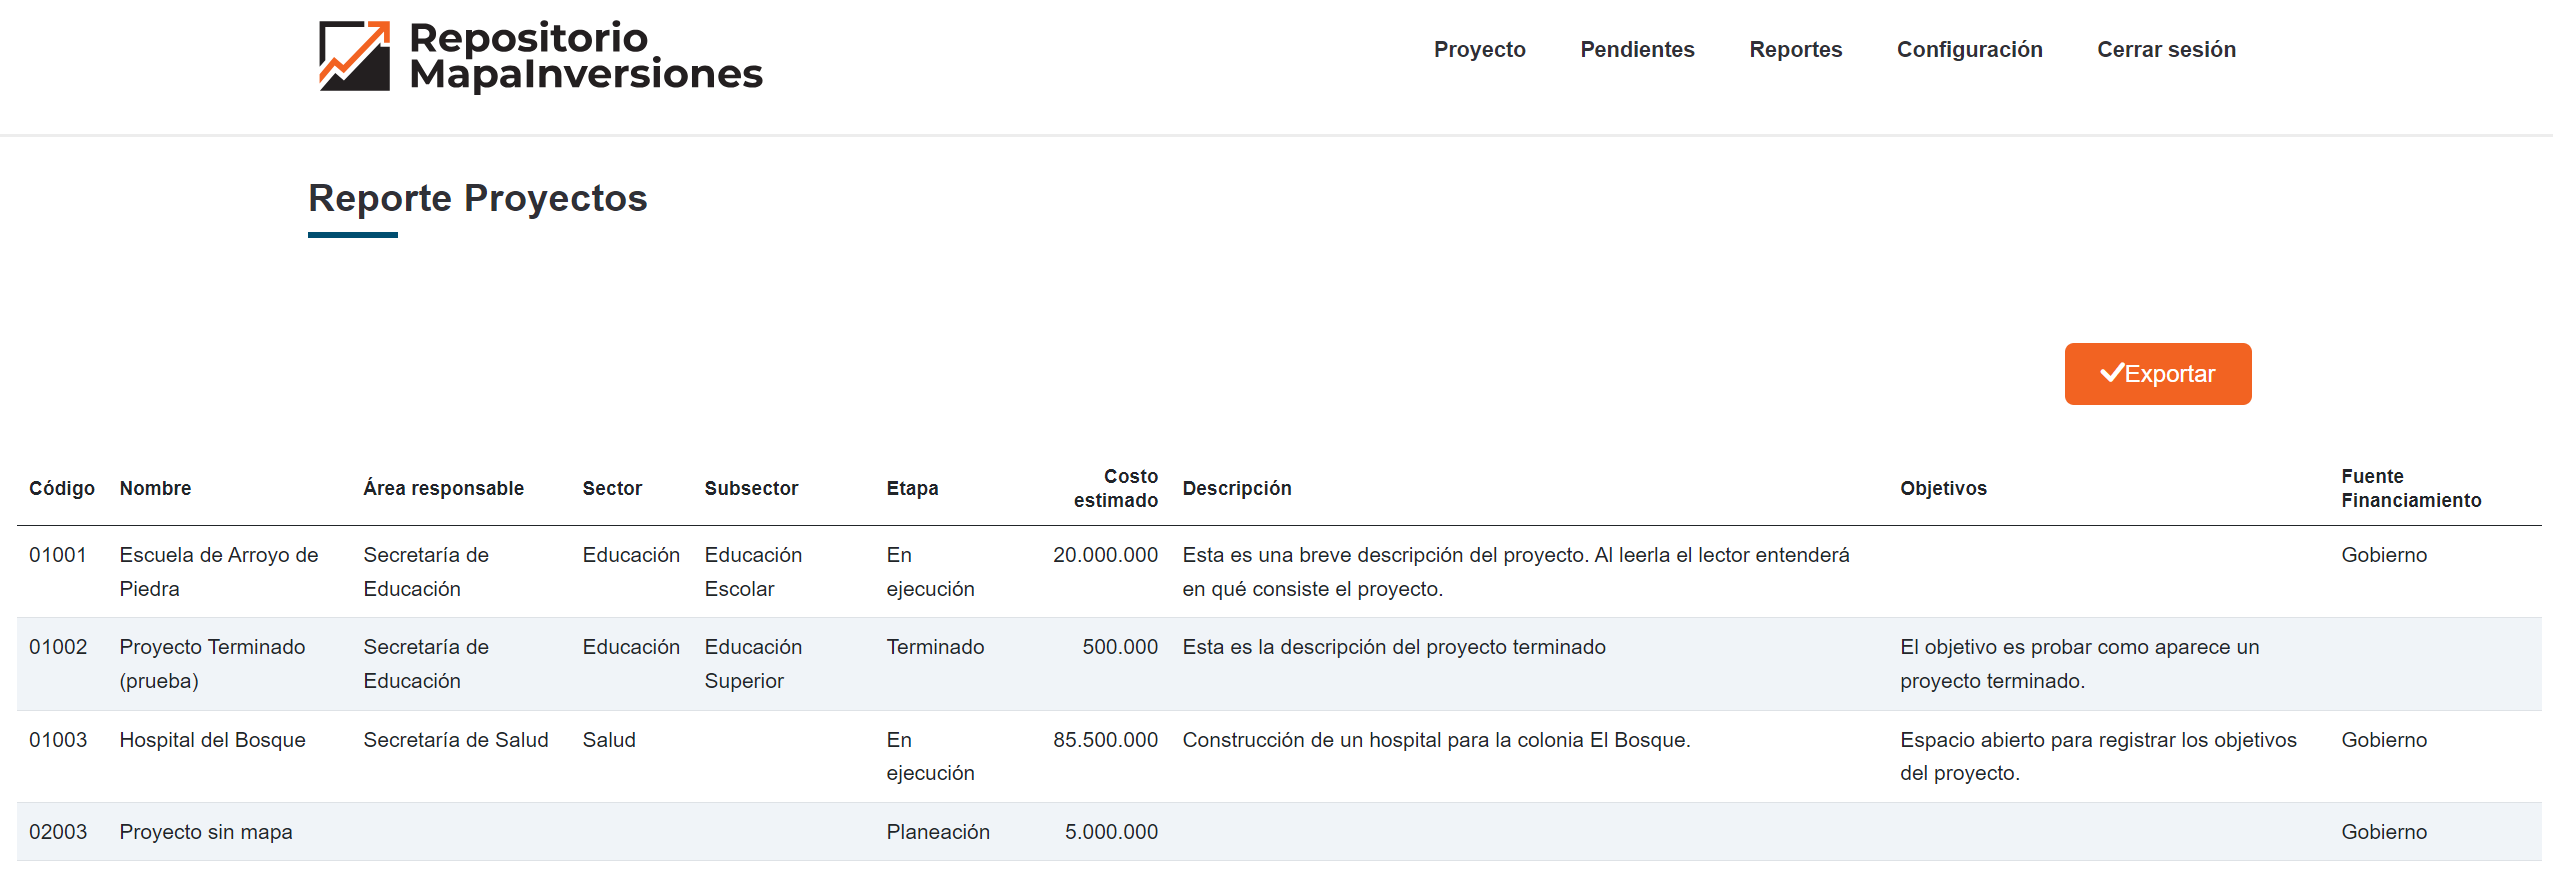 Repositorio
MapaInversiones
Proyecto Pendientes Reportes Configuración Cerrar sesión
Reporte Proyectos
Exportar
Código Nombre Área responsable Sector Subsector Etapa Costo estimado Descripción Objetivos Fuente Financiamiento
01001 Escuela de Arroyo de Secretaría de Educación Educación En 20.000.000 Esta es una breve descripción del proyecto. Al leerla el lector entenderá Gobierno
Piedra Educación Escolar ejecución en qué consiste el proyecto.
01002 Proyecto Terminado Secretaría de Educación Educación Terminado 500.000 Esta es la descripción del proyecto terminado El objetivo es probar como aparece un
(prueba) Educación Superior proyecto terminado.
01003 Hospital del Bosque Secretaría de Salud Salud En 85.500.000 Construcción de un hospital para la colonia El Bosque. Espacio abierto para registrar los objetivos Gobierno
ejecución del proyecto.
02003 Proyecto sin mapa Planeación 5.000.000 Gobierno